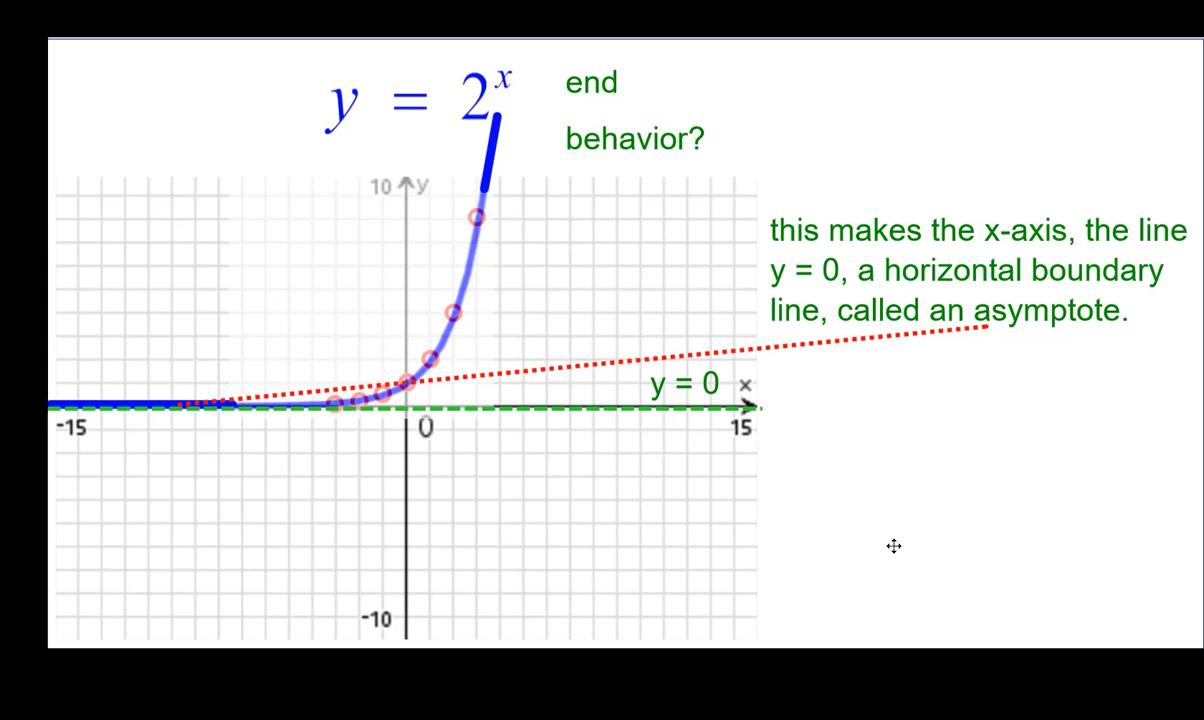 y = 2^x
end
behavior?
10 y
this makes the x-axis, the line
y = 0, a horizontal boundary
line, called an asymptote.
y = 0 x
-15 0 15
-10